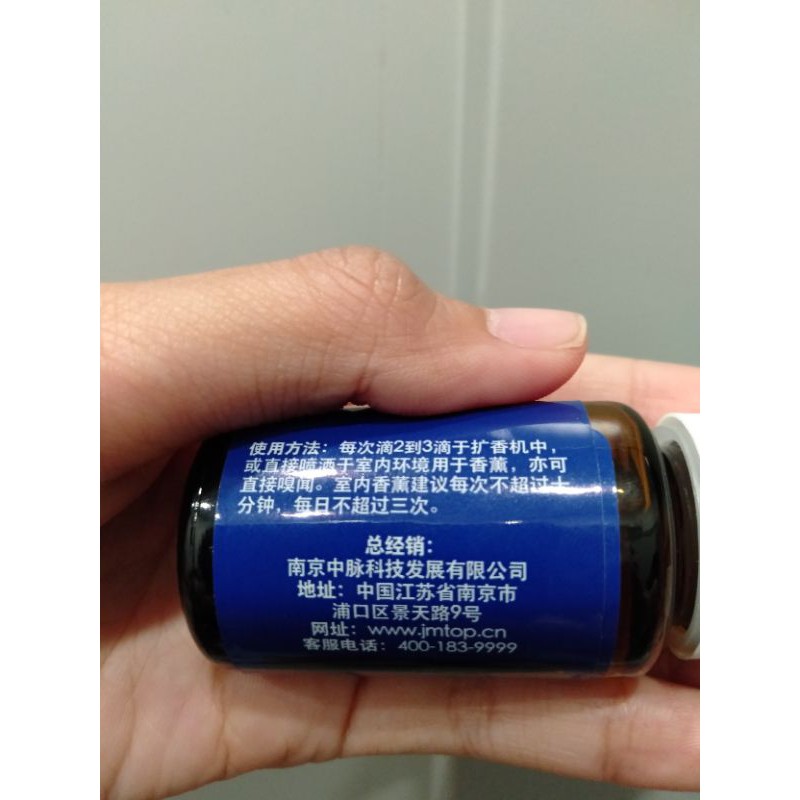 使用方法：每次滴2到3滴于扩香机中，
或直接喷洒于室内环境用于香薰，亦可
直接嗅闻。室内香薰建议每次不超过十
分钟，每日不超过三次。
总经销：
南京中脉科技发展有限公司
地址：中国江苏省南京市
浦口区景天路9号
网址：www.jmtop.cn
客服电话：400-183-9999